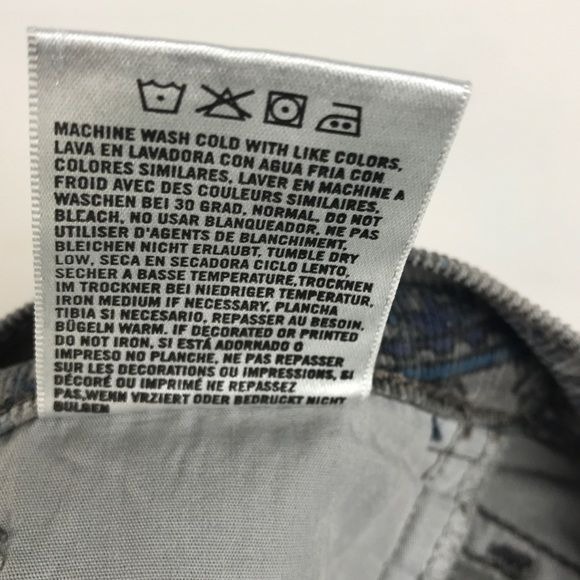 MACHINE WASH COLD WITH LIKE COLORS,
LAVA EN LAVADORA CON AGUA FRIA CON
COLORES SIMILARES, LAVER EN MACHINE A
FROID AVEC DES COULEURS SIMILAIRES,
WASCHEN BEI 30 GRAD, NORMAL, DO NOT
BLEACH, NO USAR BLANQUEADOR, NE PAS
UTILISER D'AGENTS DE BLANCHIMENT,
BLEICHEN NICHT ERLAUBT, TUMBLE DRY
LOW, SECA EN SECADORA CICLO LENTO,
SECHER A BASSE TEMPERATURE,TROCKNEN
IM TROCKNER BEI NIEDRIGER TEMPERATUR,
IRON MEDIUM IF NECESSARY, PLANCHA
TIBIA SI NECESARIO, REPASSER AU BESOIN,
BÜGELN WARM. IF DECORATED OR PRINTED
DO NOT IRON, SI ESTÁ ADORNADO O
IMPRESO NO PLANCHE, NE PAS REPASSER
SUR LES DECORATIONS OU IMPRESSIONS, SI
DÉCORÉ OU IMPRIMÉ NE REPASSEZ
PAS,WENN VRZIERT ODER BEDRUCKT NICHT
BÜLGEN